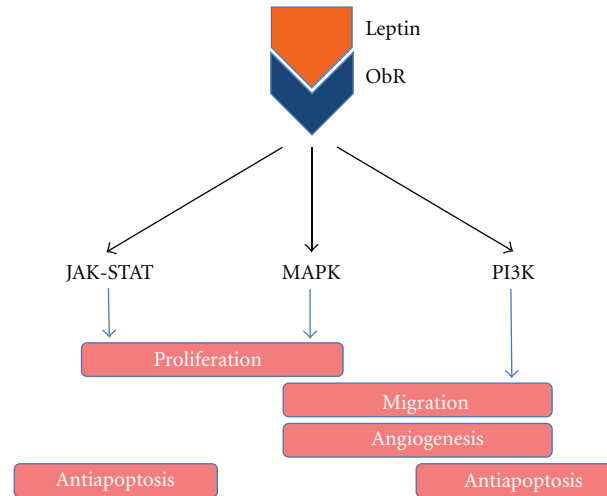 Leptin
ObR
JAK-STAT
MAPK
PI3K
Proliferation
Migration
Angiogenesis
Antiapoptosis
Antiapoptosis